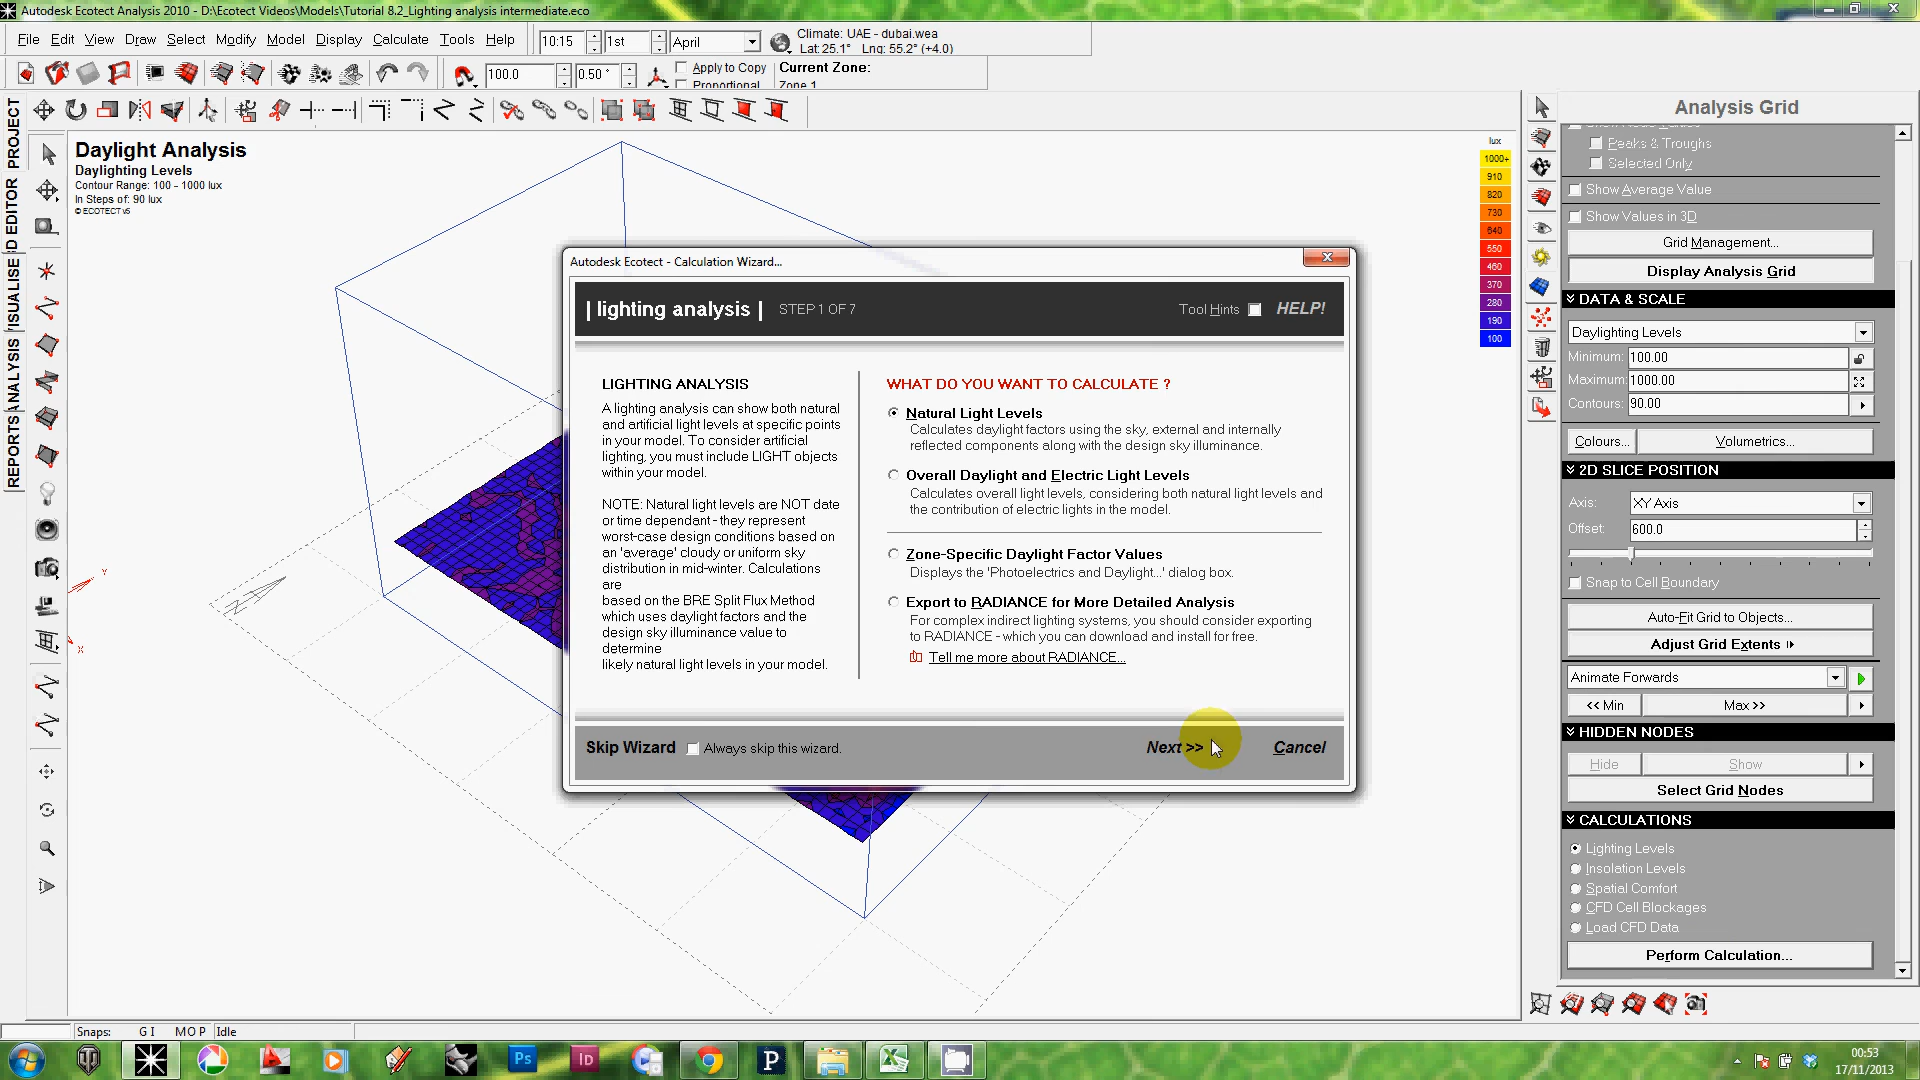 Autodesk Ecotect Analysis 2010 - D:\Ecotect Videos\Models\Tutorial 8.2_Lighting analysis intermediate.eco
File Edit View Draw Select Modify Model Display Calculate Tools Help
10:15 1st April
Climate: UAE - dubai.wea
Lat: 25.1° Lng: 55.2° (+4.0)
100.0 0.50 ° Apply to Copy
Proportional
Current Zone:
Zone 1
PROJECT
3D EDITOR
VISUALISE
ANALYSIS
REPORTS
Daylight Analysis
Daylighting Levels
Contour Range: 100 - 1000 lux
In Steps of: 90 lux
© ECOTECT v5
lux
1000+
910
820
730
640
550
460
370
280
190
100
Y
X
N
Autodesk Ecotect - Calculation Wizard...
| lighting analysis | STEP 1 OF 7
Tool Hints HELP!
LIGHTING ANALYSIS
A lighting analysis can show both natural
and artificial light levels at specific points
in your model. To consider artificial
lighting, you must include LIGHT objects
within your model.
NOTE: Natural light levels are NOT date
or time dependant - they represent
worst-case design conditions based on
an 'average' cloudy or uniform sky
distribution in mid-winter. Calculations
are
based on the BRE Split Flux Method
which uses daylight factors and the
design sky illuminance value to
determine
likely natural light levels in your model.
WHAT DO YOU WANT TO CALCULATE ?
Natural Light Levels
Calculates daylight factors using the sky, external and internally
reflected components along with the design sky illuminance.
Overall Daylight and Electric Light Levels
Calculates overall light levels, considering both natural light levels and
the contribution of electric lights in the model.
Zone-Specific Daylight Factor Values
Displays the 'Photoelectrics and Daylight...' dialog box.
Export to RADIANCE for More Detailed Analysis
For complex indirect lighting systems, you should consider exporting
to RADIANCE - which you can download and install for free.
Tell me more about RADIANCE...
Skip Wizard Always skip this wizard.
Next >> Cancel
Analysis Grid
Show Node Values
Peaks & Troughs
Selected Only
Show Average Value
Show Values in 3D
Grid Management...
Display Analysis Grid
DATA & SCALE
Daylighting Levels
Minimum: 100.00
Maximum: 1000.00
Contours: 90.00
Colours... Volumetrics...
2D SLICE POSITION
Axis: XY Axis
Offset: 600.0
Snap to Cell Boundary
Auto-Fit Grid to Objects...
Adjust Grid Extents
Animate Forwards
<< Min Max >>
HIDDEN NODES
Hide Show
Select Grid Nodes
CALCULATIONS
Lighting Levels
Insolation Levels
Spatial Comfort
CFD Cell Blockages
Load CFD Data
Perform Calculation...
Snaps: G I M O P Idle
Ps Id P
00:53
17/11/2013